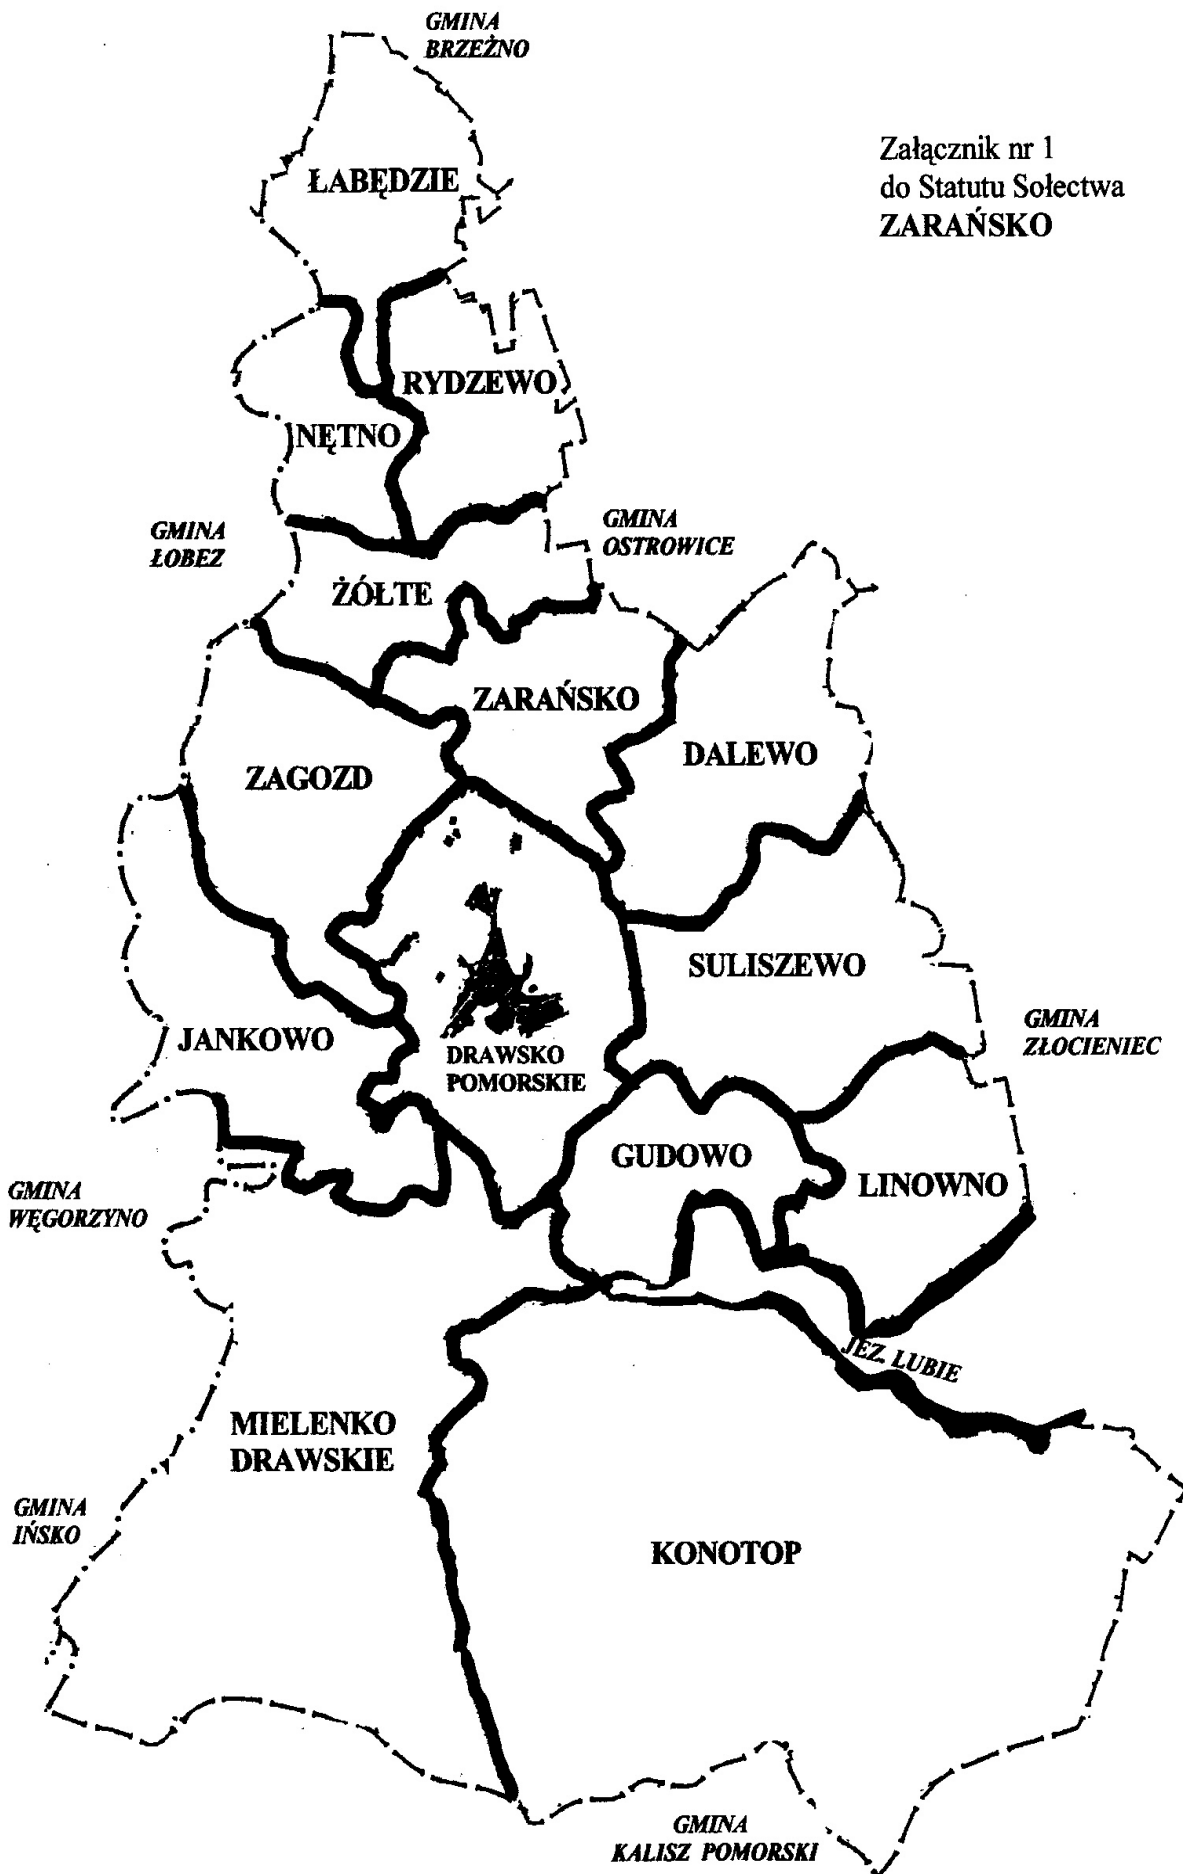 GMINA
BRZEŻNO
Załącznik nr 1
do Statutu Sołectwa
ZARAŃSKO
ŁABĘDZIE
RYDZEWO
NĘTNO
GMINA
ŁOBEZ
GMINA
OSTROWICE
ŻÓŁTE
ZARAŃSKO
DALEWO
ZAGOZD
SULISZEWO
JANKOWO
DRAWSKO
POMORSKIE
GMINA
ZŁOCIENIEC
GUDOWO
LINOWNO
GMINA
WĘGORZYNO
JEZ. LUBIE
MIELENKO
DRAWSKIE
GMINA
IŃSKO
KONOTOP
GMINA
KALISZ POMORSKI